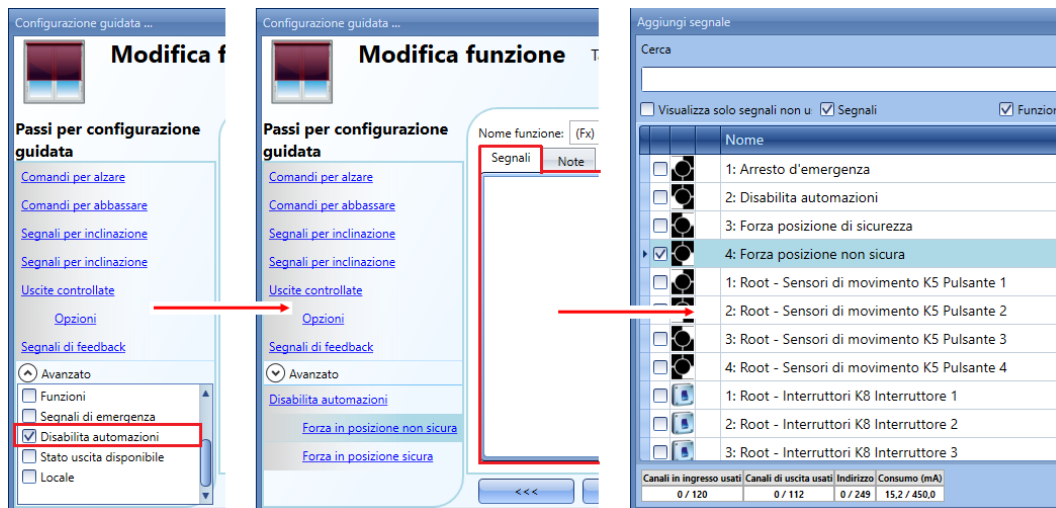 Configurazione guidata ...
Modifica f
Passi per configurazione
guidata
Comandi per alzare
Comandi per abbassare
Segnali per inclinazione
Segnali per inclinazione
Uscite controllate
Opzioni
Segnali di feedback
Avanzato
Funzioni
Segnali di emergenza
Disabilita automazioni
Stato uscita disponibile
Locale
Configurazione guidata ...
Modifica funzione
Passi per configurazione
guidata
Comandi per alzare
Comandi per abbassare
Segnali per inclinazione
Segnali per inclinazione
Uscite controllate
Opzioni
Segnali di feedback
Avanzato
Disabilita automazioni
Forza in posizione non sicura
Forza in posizione sicura
Nome funzione: (Fx)
Segnali Note
<<<
Aggiungi segnale
Cerca
Visualizza solo segnali non u Segnali Funzion
Nome
1: Arresto d'emergenza
2: Disabilita automazioni
3: Forza posizione di sicurezza
4: Forza posizione non sicura
1: Root - Sensori di movimento K5 Pulsante 1
2: Root - Sensori di movimento K5 Pulsante 2
3: Root - Sensori di movimento K5 Pulsante 3
4: Root - Sensori di movimento K5 Pulsante 4
1: Root - Interruttori K8 Interruttore 1
2: Root - Interruttori K8 Interruttore 2
3: Root - Interruttori K8 Interruttore 3
Canali in ingresso usati Canali di uscita usati Indirizzo Consumo (mA)
0 / 120 0 / 112 0 / 249 15,2 / 450,0